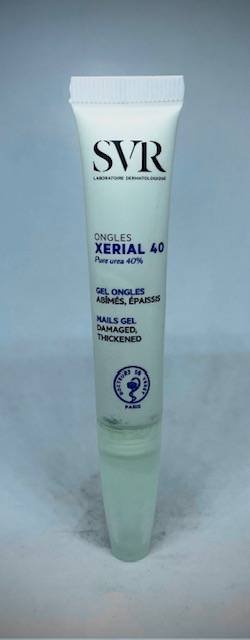 SVR
LABORATOIRE DERMATOLOGIQUE
ONGLES
XERIAL 40
Pure urea 40%
GEL ONGLES
ABÎMÉS, ÉPAISSIS
NAILS GEL
DAMAGED,
THICKENED
PARIS